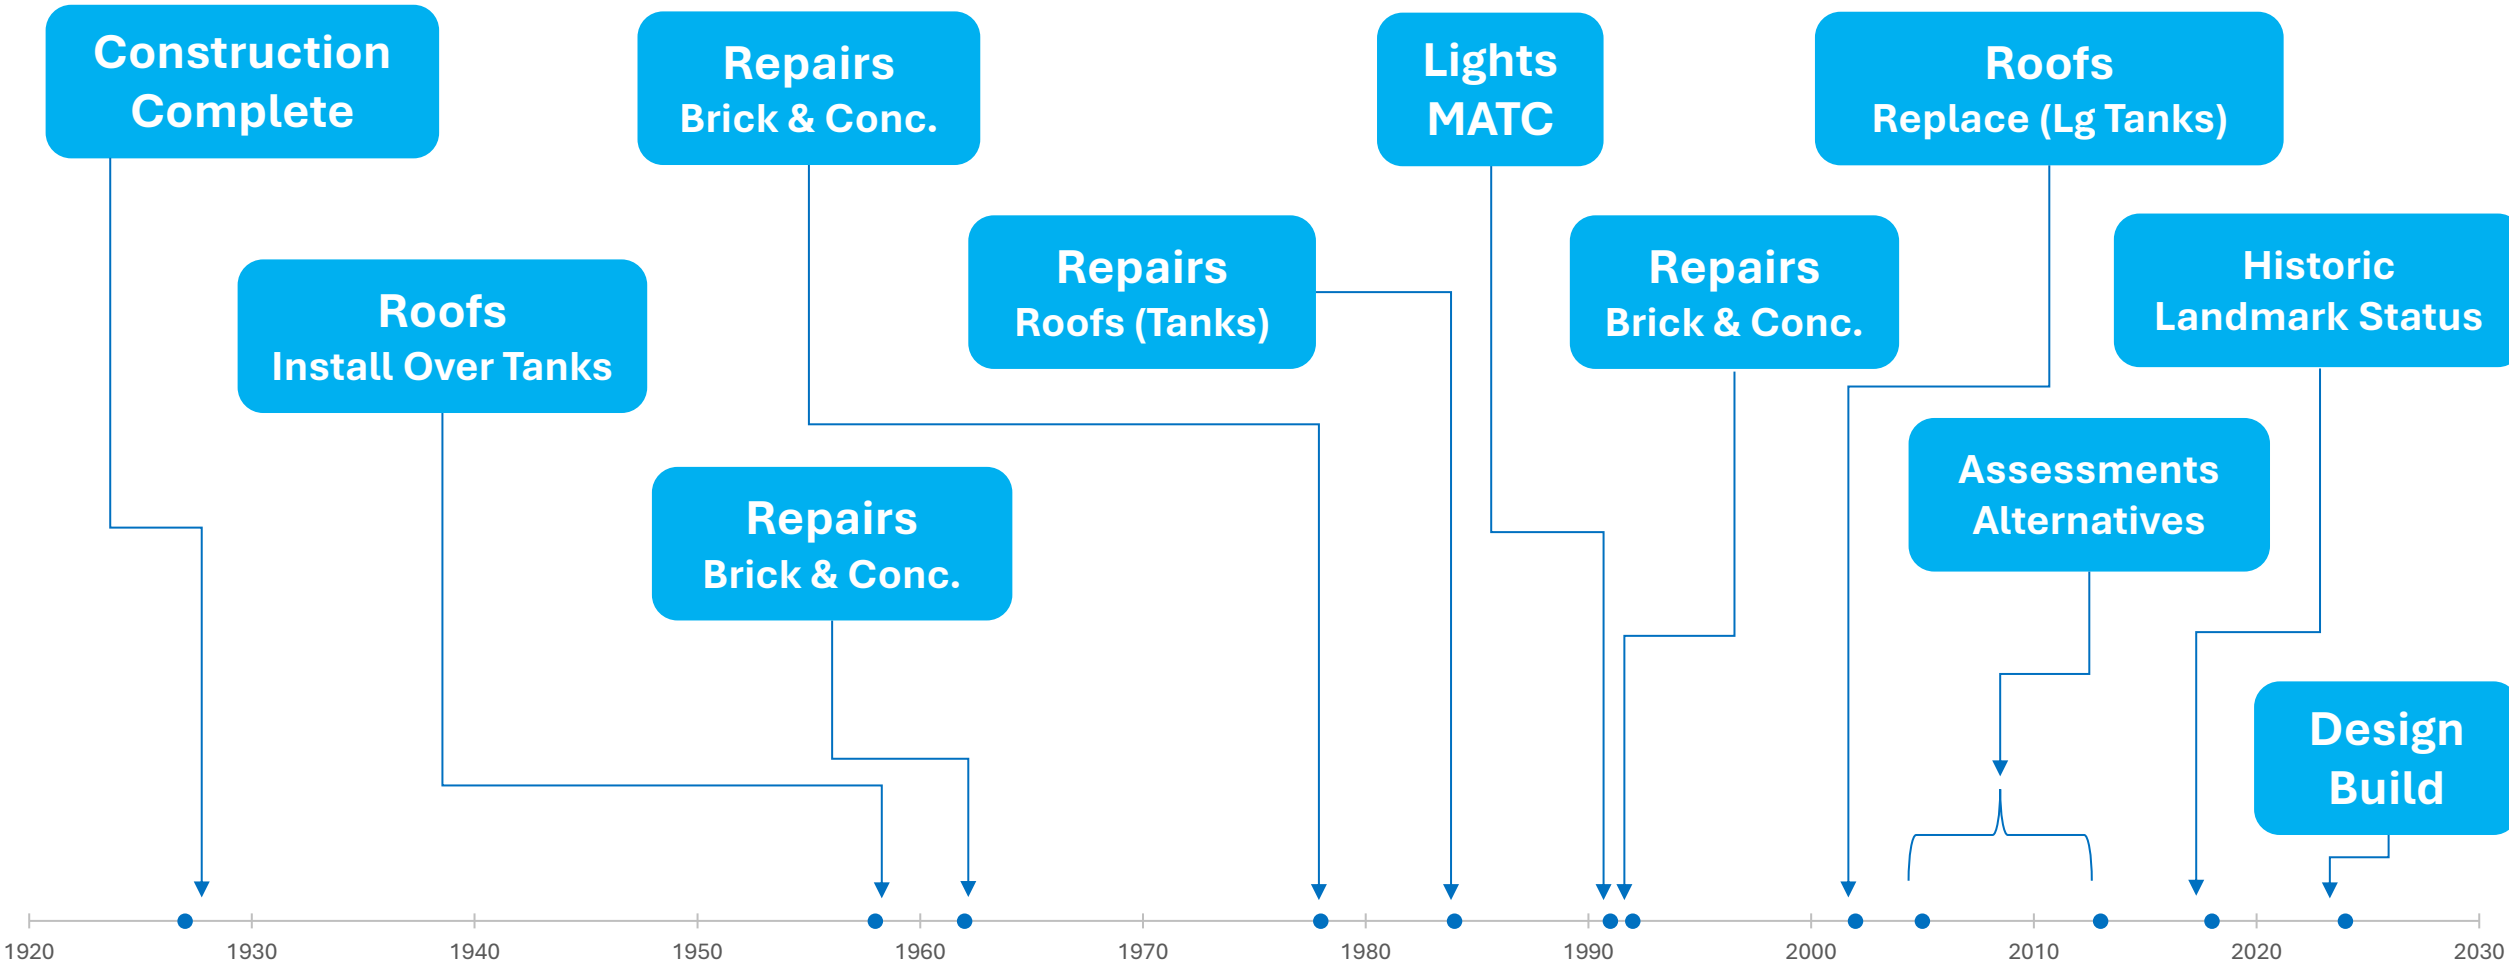 Construction
Complete
Repairs
Brick & Conc.
Lights
MATC
Roofs
Replace (Lg Tanks)
Roofs
Install Over Tanks
Repairs
Roofs (Tanks)
Repairs
Brick & Conc.
Historic
Landmark Status
Repairs
Brick & Conc.
Assessments
Alternatives
Design
Build
1920
1930
1940
1950
1960
1970
1980
1990
2000
2010
2020
2030